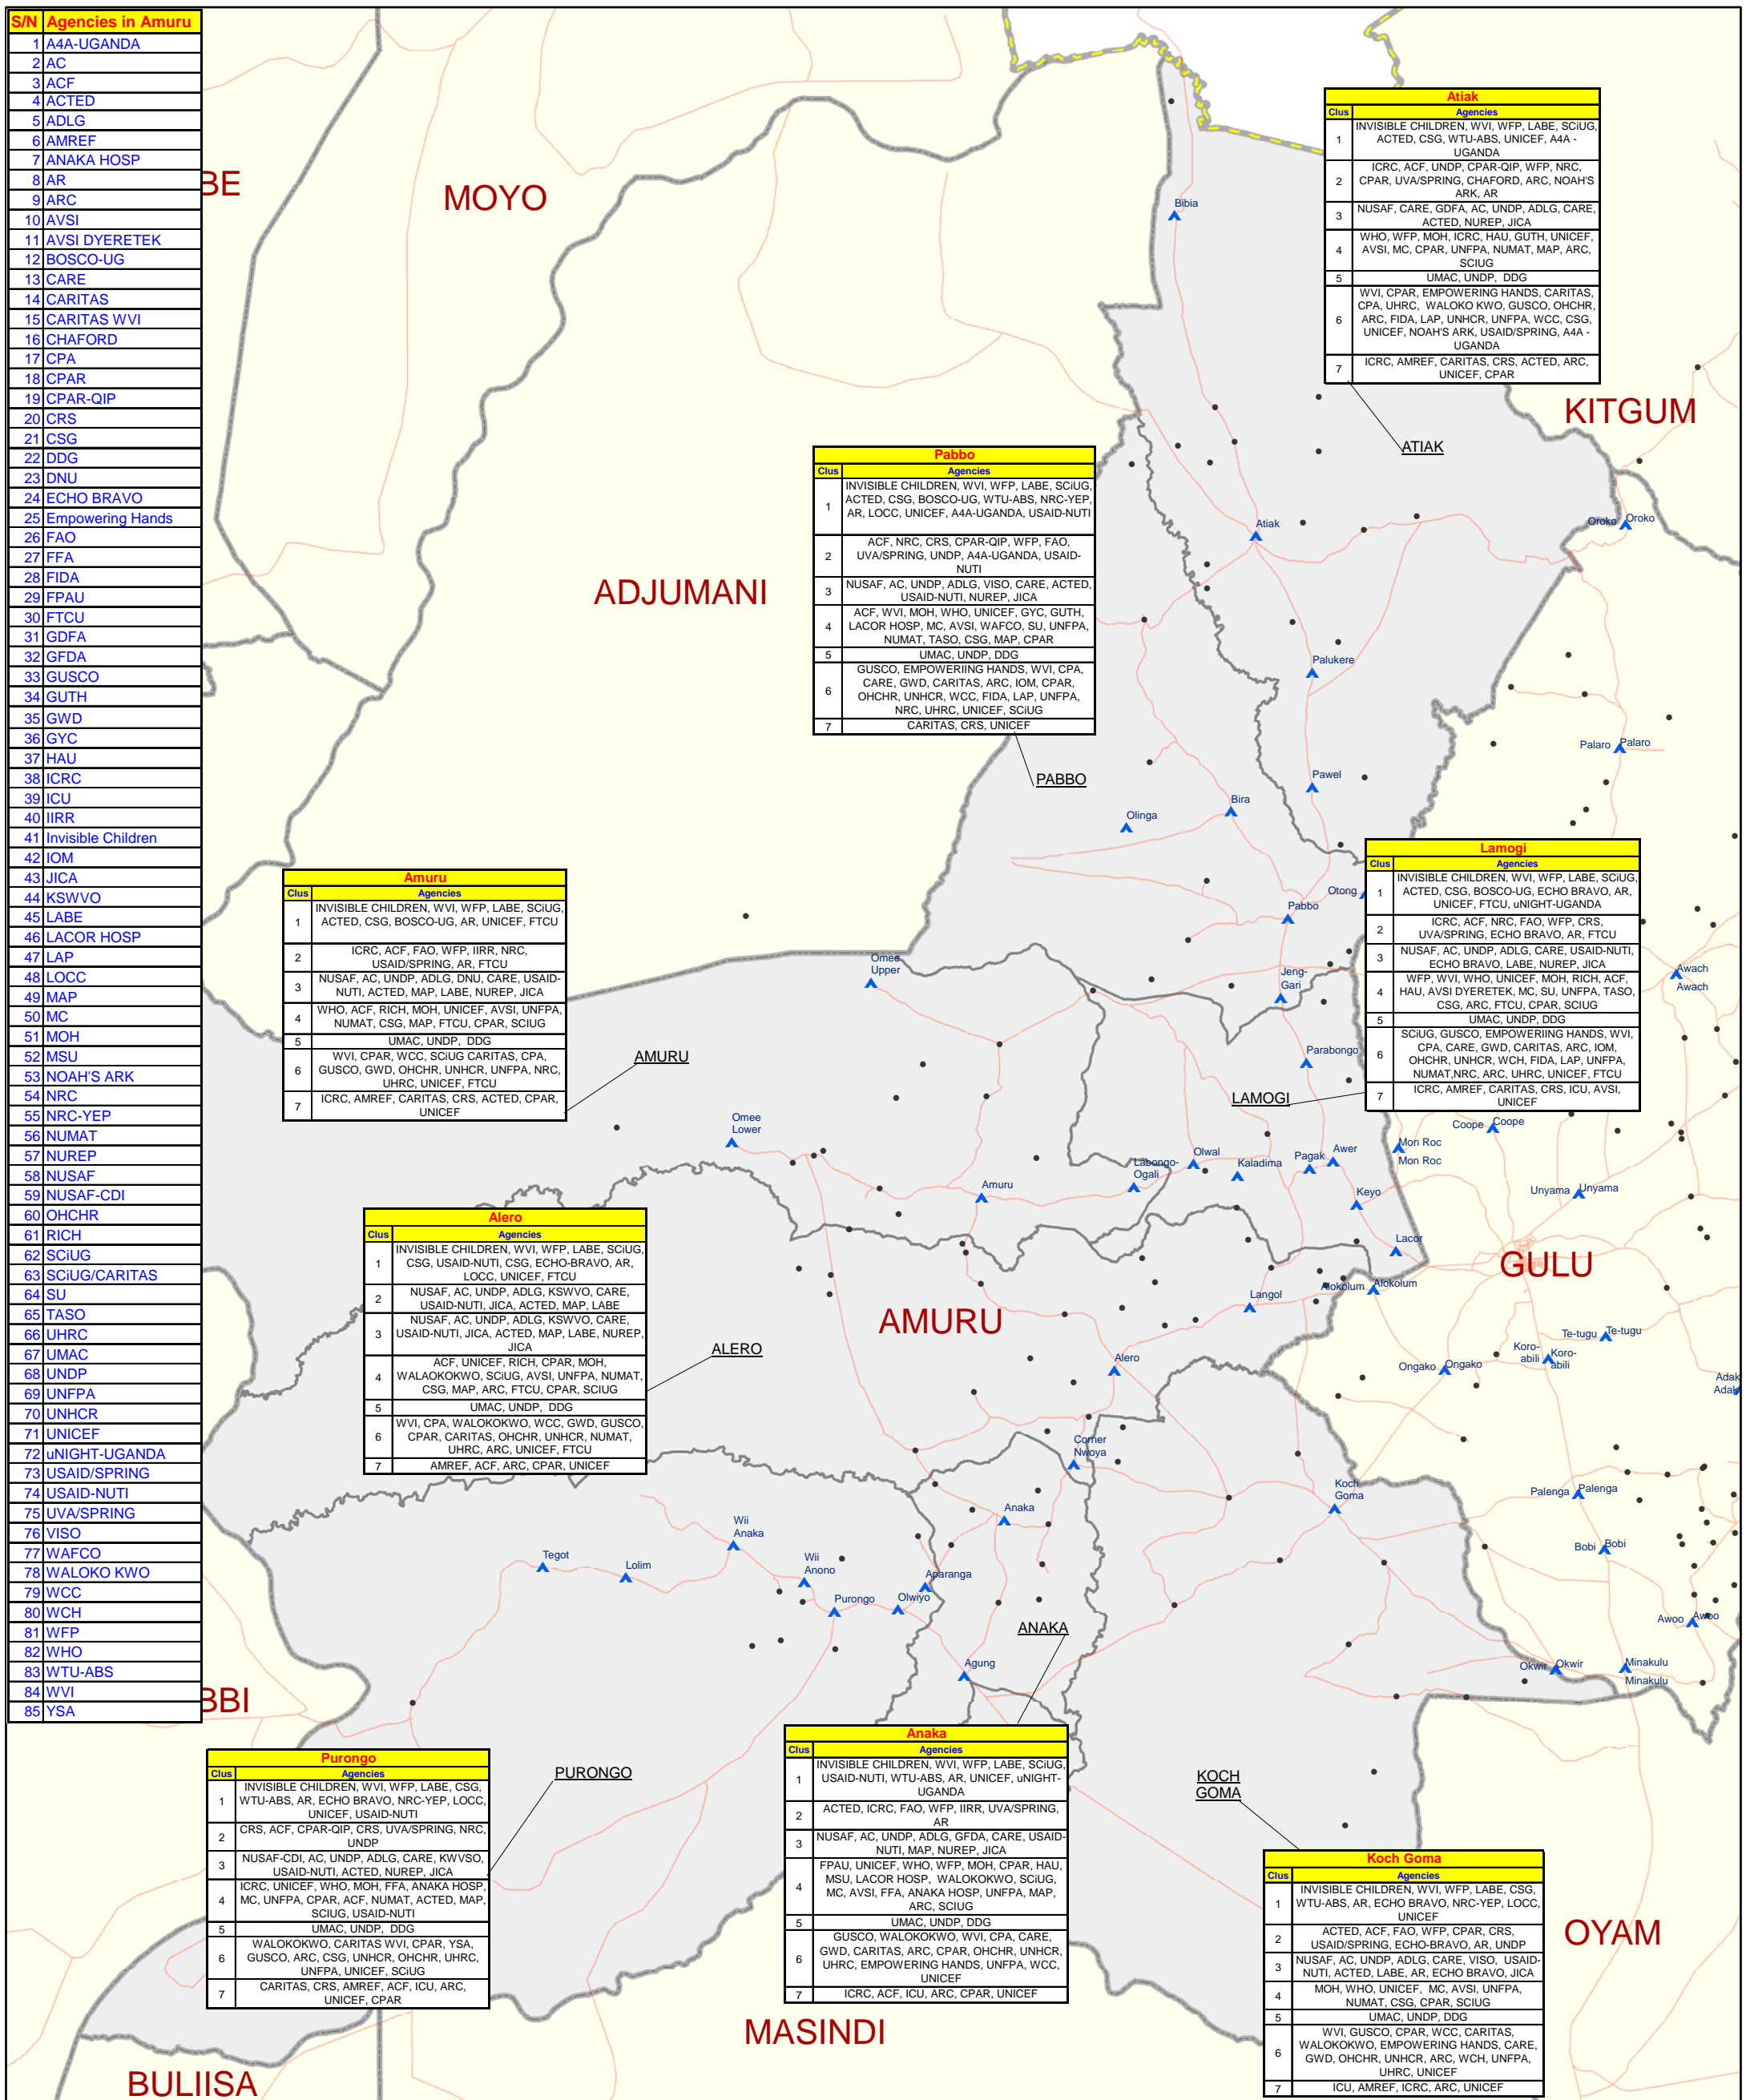 S/N Agencies in Amuru
1 A4A-UGANDA
2 AC
3 ACF
4 ACTED
5 ADLG
6 AMREF
7 ANAKA HOSP
8 AR
9 ARC
10 AVSI
11 AVSI DYERETEK
12 BOSCO-UG
13 CARE
14 CARITAS
15 CARITAS WVI
16 CHAFORD
17 CPA
18 CPAR
19 CPAR-QIP
20 CRS
21 CSG
22 DDG
23 DNU
24 ECHO BRAVO
25 Empowering Hands
26 FAO
27 FFA
28 FIDA
29 FPAU
30 FTCU
31 GDFA
32 GFDA
33 GUSCO
34 GUTH
35 GWD
36 GYC
37 HAU
38 ICRC
39 ICU
40 IIRR
41 Invisible Children
42 IOM
43 JICA
44 KSWVO
45 LABE
46 LACOR HOSP
47 LAP
48 LOCC
49 MAP
50 MC
51 MOH
52 MSU
53 NOAH'S ARK
54 NRC
55 NRC-YEP
56 NUMAT
57 NUREP
58 NUSAF
59 NUSAF-CDI
60 OHCHR
61 RICH
62 SCiUG
63 SCiUG/CARITAS
64 SU
65 TASO
66 UHRC
67 UMAC
68 UNDP
69 UNFPA
70 UNHCR
71 UNICEF
72 uNIGHT-UGANDA
73 USAID/SPRING
74 USAID-NUTI
75 UVA/SPRING
76 VISO
77 WAFCO
78 WALOKO KWO
79 WCC
80 WCH
81 WFP
82 WHO
83 WTU-ABS
84 WVI
85 YSA
BE
MOYO
ADJUMANI
KITGUM
AMURU
GULU
OYAM
MASINDI
BULIISA
BBI
Atiak
Clus Agencies
1 INVISIBLE CHILDREN, WVI, WFP, LABE, SCiUG,
ACTED, CSG, WTU-ABS, UNICEF, A4A -
UGANDA
2 ICRC, ACF, UNDP, CPAR-QIP, WFP, NRC,
CPAR, UVA/SPRING, CHAFORD, ARC, NOAH'S
ARK, AR
3 NUSAF, CARE, GDFA, AC, UNDP, ADLG, CARE,
ACTED, NUREP, JICA
4 WHO, WFP, MOH, ICRC, HAU, GUTH, UNICEF,
AVSI, MC, CPAR, UNFPA, NUMAT, MAP, ARC,
SCIUG
5 UMAC, UNDP, DDG
6 WVI, CPAR, EMPOWERING HANDS, CARITAS,
CPA, UHRC, WALOKO KWO, GUSCO, OHCHR,
ARC, FIDA, LAP, UNHCR, UNFPA, WCC, CSG,
UNICEF, NOAH'S ARK, USAID/SPRING, A4A -
UGANDA
7 ICRC, AMREF, CARITAS, CRS, ACTED, ARC,
UNICEF, CPAR
ATIAK
Pabbo
Clus Agencies
1 INVISIBLE CHILDREN, WVI, WFP, LABE, SCiUG,
ACTED, CSG, BOSCO-UG, WTU-ABS, NRC-YEP,
AR, LOCC, UNICEF, A4A-UGANDA, USAID-NUTI
2 ACF, NRC, CRS, CPAR-QIP, WFP, FAO,
UVA/SPRING, UNDP, A4A-UGANDA, USAID-
NUTI
3 NUSAF, AC, UNDP, ADLG, VISO, CARE, ACTED,
USAID-NUTI, NUREP, JICA
4 ACF, WVI, MOH, WHO, UNICEF, GYC, GUTH,
LACOR HOSP, MC, AVSI, WAFCO, SU, UNFPA,
NUMAT, TASO, CSG, MAP, CPAR
5 UMAC, UNDP, DDG
6 GUSCO, EMPOWERIING HANDS, WVI, CPA,
CARE, GWD, CARITAS, ARC, IOM, CPAR,
OHCHR, UNHCR, WCC, FIDA, LAP, UNFPA,
NRC, UHRC, UNICEF, SCiUG
7 CARITAS, CRS, UNICEF
PABBO
Lamogi
Clus Agencies
1 INVISIBLE CHILDREN, WVI, WFP, LABE, SCiUG,
ACTED, CSG, BOSCO-UG, ECHO BRAVO, AR,
UNICEF, FTCU, uNIGHT-UGANDA
2 ICRC, ACF, NRC, FAO, WFP, CRS,
UVA/SPRING, ECHO BRAVO, AR, FTCU
3 NUSAF, AC, UNDP, ADLG, CARE, USAID-NUTI,
ECHO BRAVO, LABE, NUREP, JICA
4 WFP, WVI, WHO, UNICEF, MOH, RICH, ACF,
HAU, AVSI DYERETEK, MC, SU, UNFPA, TASO,
CSG, ARC, FTCU, CPAR, SCIUG
5 UMAC, UNDP, DDG
6 SCiUG, GUSCO, EMPOWERIING HANDS, WVI,
CPA, CARE, GWD, CARITAS, ARC, IOM,
OHCHR, UNHCR, WCH, FIDA, LAP, UNFPA,
NUMAT,NRC, ARC, UHRC, UNICEF, FTCU
7 ICRC, AMREF, CARITAS, CRS, ICU, AVSI,
UNICEF
LAMOGI
Amuru
Clus Agencies
1 INVISIBLE CHILDREN, WVI, WFP, LABE, SCiUG,
ACTED, CSG, BOSCO-UG, AR, UNICEF, FTCU
2 ICRC, ACF, FAO, WFP, IIRR, NRC,
USAID/SPRING, AR, FTCU
3 NUSAF, AC, UNDP, ADLG, DNU, CARE, USAID-
NUTI, ACTED, MAP, LABE, NUREP, JICA
4 WHO, ACF, RICH, MOH, UNICEF, AVSI, UNFPA,
NUMAT, CSG, MAP, FTCU, CPAR, SCIUG
5 UMAC, UNDP, DDG
6 WVI, CPAR, WCC, SCiUG CARITAS, CPA,
GUSCO, GWD, OHCHR, UNHCR, UNFPA, NRC,
UHRC, UNICEF, FTCU
7 ICRC, AMREF, CARITAS, CRS, ACTED, CPAR,
UNICEF
AMURU
Alero
Clus Agencies
1 INVISIBLE CHILDREN, WVI, WFP, LABE, SCiUG,
CSG, USAID-NUTI, CSG, ECHO-BRAVO, AR,
LOCC, UNICEF, FTCU
2 NUSAF, AC, UNDP, ADLG, KSWVO, CARE,
USAID-NUTI, JICA, ACTED, MAP, LABE
3 NUSAF, AC, UNDP, ADLG, KSWVO, CARE,
USAID-NUTI, JICA, ACTED, MAP, LABE, NUREP,
JICA
4 ACF, UNICEF, RICH, CPAR, MOH,
WALAOKOKWO, SCiUG, AVSI, UNFPA, NUMAT,
CSG, MAP, ARC, FTCU, CPAR, SCIUG
5 UMAC, UNDP, DDG
6 WVI, CPA, WALOKOKWO, WCC, GWD, GUSCO,
CPAR, CARITAS, OHCHR, UNHCR, NUMAT,
UHRC, ARC, UNICEF, FTCU
7 AMREF, ACF, ARC, CPAR, UNICEF
ALERO
Purongo
Clus Agencies
1 INVISIBLE CHILDREN, WVI, WFP, LABE, CSG,
WTU-ABS, AR, ECHO BRAVO, NRC-YEP, LOCC,
UNICEF, USAID-NUTI
2 CRS, ACF, CPAR-QIP, CRS, UVA/SPRING, NRC,
UNDP
3 NUSAF-CDI, AC, UNDP, ADLG, CARE, KWVSO,
USAID-NUTI, ACTED, NUREP, JICA
4 ICRC, UNICEF, WHO, MOH, FFA, ANAKA HOSP,
MC, UNFPA, CPAR, ACF, NUMAT, ACTED, MAP,
SCIUG, USAID-NUTI
5 UMAC, UNDP, DDG
6 WALOKOKWO, CARITAS WVI, CPAR, YSA,
GUSCO, ARC, CSG, UNHCR, OHCHR, UHRC,
UNFPA, UNICEF, SCiUG
7 CARITAS, CRS, AMREF, ACF, ICU, ARC,
UNICEF, CPAR
PURONGO
Anaka
Clus Agencies
1 INVISIBLE CHILDREN, WVI, WFP, LABE, SCiUG,
USAID-NUTI, WTU-ABS, AR, UNICEF, uNIGHT-
UGANDA
2 ACTED, ICRC, FAO, WFP, IIRR, UVA/SPRING,
AR
3 NUSAF, AC, UNDP, ADLG, GFDA, CARE, USAID-
NUTI, MAP, NUREP, JICA
4 FPAU, UNICEF, WHO, WFP, MOH, CPAR, HAU,
MSU, LACOR HOSP, WALOKOKWO, SCiUG,
MC, AVSI, FFA, ANAKA HOSP, UNFPA, MAP,
ARC, SCIUG
5 UMAC, UNDP, DDG
6 GUSCO, WALOKOKWO, WVI, CPA, CARE,
GWD, CARITAS, ARC, CPAR, OHCHR, UNHCR,
UHRC, EMPOWERING HANDS, UNFPA, WCC,
UNICEF
7 ICRC, ACF, ICU, ARC, CPAR, UNICEF
ANAKA
KOCH
GOMA
Koch Goma
Clus Agencies
1 INVISIBLE CHILDREN, WVI, WFP, LABE, CSG,
WTU-ABS, AR, ECHO BRAVO, NRC-YEP, LOCC,
UNICEF
2 ACTED, ACF, FAO, WFP, CPAR, CRS,
USAID/SPRING, ECHO-BRAVO, AR, UNDP
3 NUSAF, AC, UNDP, ADLG, CARE, VISO, USAID-
NUTI, ACTED, LABE, AR, ECHO BRAVO, JICA
4 MOH, WHO, UNICEF, MC, AVSI, UNFPA,
NUMAT, CSG, CPAR, SCIUG
5 UMAC, UNDP, DDG
6 WVI, GUSCO, CPAR, WCC, CARITAS,
WALOKOKWO, EMPOWERING HANDS, CARE,
GWD, OHCHR, UNHCR, ARC, WCH, UNFPA,
UHRC, UNICEF
7 ICU, AMREF, ICRC, ARC, UNICEF
Bibia
Atiak
Oroko Oroko
Palukere
Palaro Palaro
Pawel
Bira
Olinga
Otong
Pabbo
Omee
Upper
Jeng-
Gari
Awach
Awach
Parabongo
Omee
Lower
Coope Coope
Mon Roc
Mon Roc
Labongo-
Ogali
Olwal
Kaladima
Pagak
Awer
Amuru
Keyo
Unyama Unyama
Lacor
Alokolum Alokolum
Langol
Te-tugu Te-tugu
Koro-
abili
Koro-
abili
Ongako Ongako
Alero
Adak
Adak
Corner
Nwoya
Koch
Goma
Palenga Palenga
Anaka
Wii
Anaka
Bobi Bobi
Tegot
Lolim
Wii
Anono
Aparanga
Purongo
Olwiyo
Awoo Awoo
Agung
Okwir Okwir
Minakulu
Minakulu